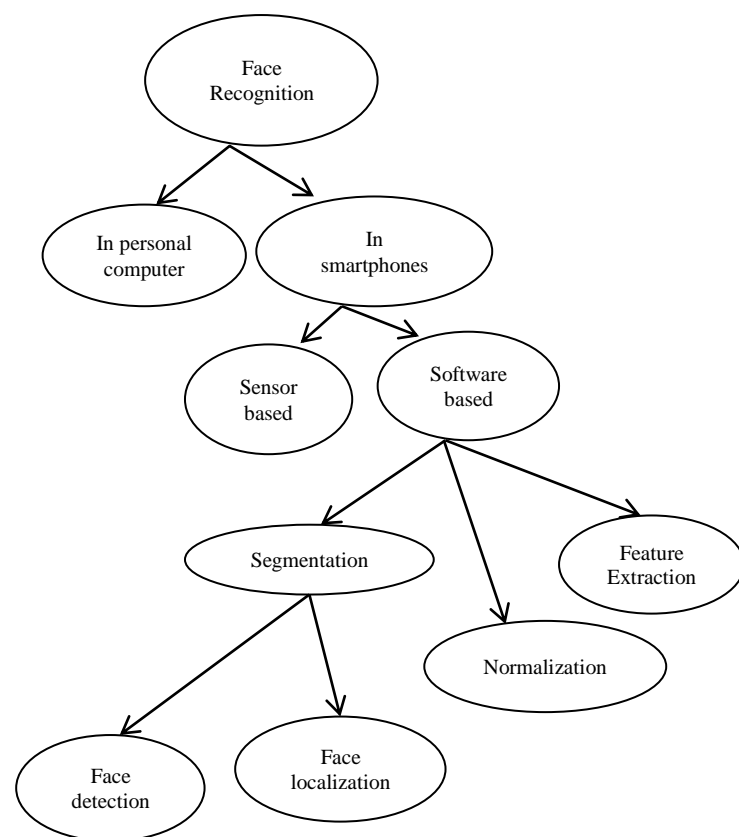 Face
Recognition
In personal
computer
In
smartphones
Sensor
based
Software
based
Segmentation
Feature
Extraction
Normalization
Face
detection
Face
localization